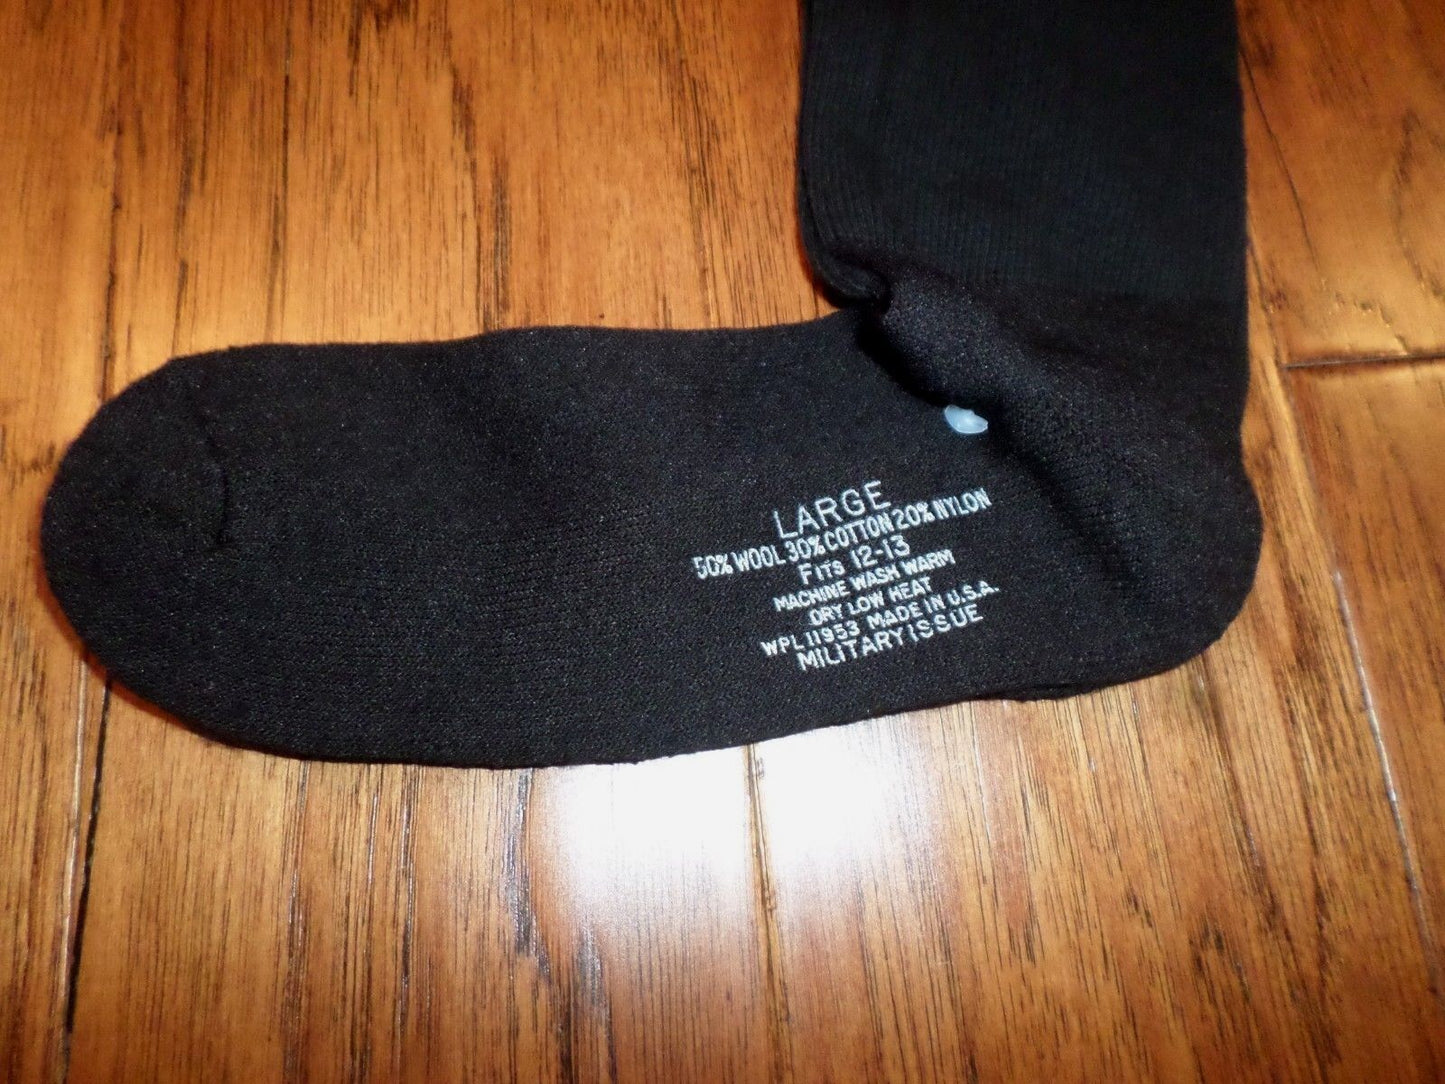 LARGE
50% WOOL 30% COTTON 20% NYLON
FITS 12-13
MACHINE WASH WARM
DRY LOW HEAT
WPL11953 MADE IN U.S.A.
MILITARY ISSUE